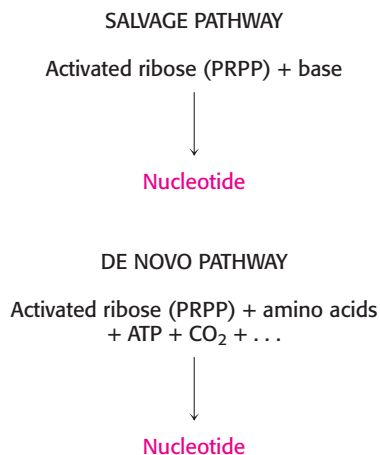 SALVAGE PATHWAY
Activated ribose (PRPP) + base
Nucleotide
DE NOVO PATHWAY
Activated ribose (PRPP) + amino acids
+ ATP + CO₂ + . . .
Nucleotide